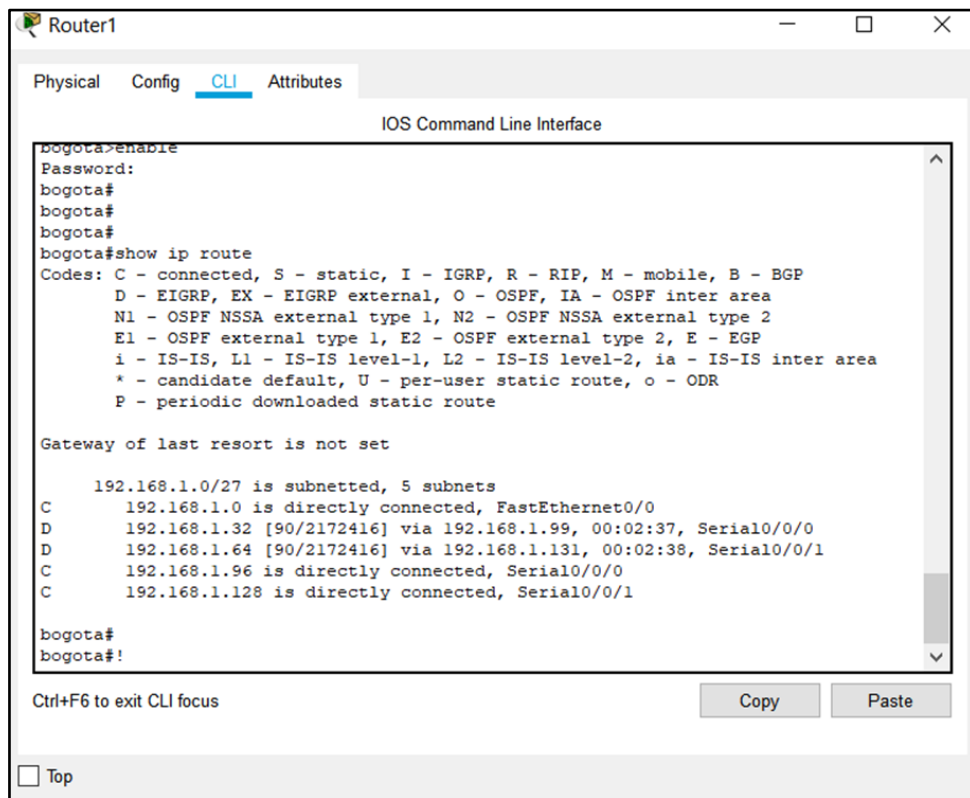 Router1
Physical Config CLI Attributes
IOS Command Line Interface
bogota>enable
Password:
bogota#
bogota#
bogota#
bogota#show ip route
Codes: C - connected, S - static, I - IGRP, R - RIP, M - mobile, B - BGP
       D - EIGRP, EX - EIGRP external, O - OSPF, IA - OSPF inter area
       N1 - OSPF NSSA external type 1, N2 - OSPF NSSA external type 2
       E1 - OSPF external type 1, E2 - OSPF external type 2, E - EGP
       i - IS-IS, L1 - IS-IS level-1, L2 - IS-IS level-2, ia - IS-IS inter area
       * - candidate default, U - per-user static route, o - ODR
       P - periodic downloaded static route
Gateway of last resort is not set
     192.168.1.0/27 is subnetted, 5 subnets
C       192.168.1.0 is directly connected, FastEthernet0/0
D       192.168.1.32 [90/2172416] via 192.168.1.99, 00:02:37, Serial0/0/0
D       192.168.1.64 [90/2172416] via 192.168.1.131, 00:02:38, Serial0/0/1
C       192.168.1.96 is directly connected, Serial0/0/0
C       192.168.1.128 is directly connected, Serial0/0/1
bogota#
bogota#!
Ctrl+F6 to exit CLI focus
Copy Paste
Top